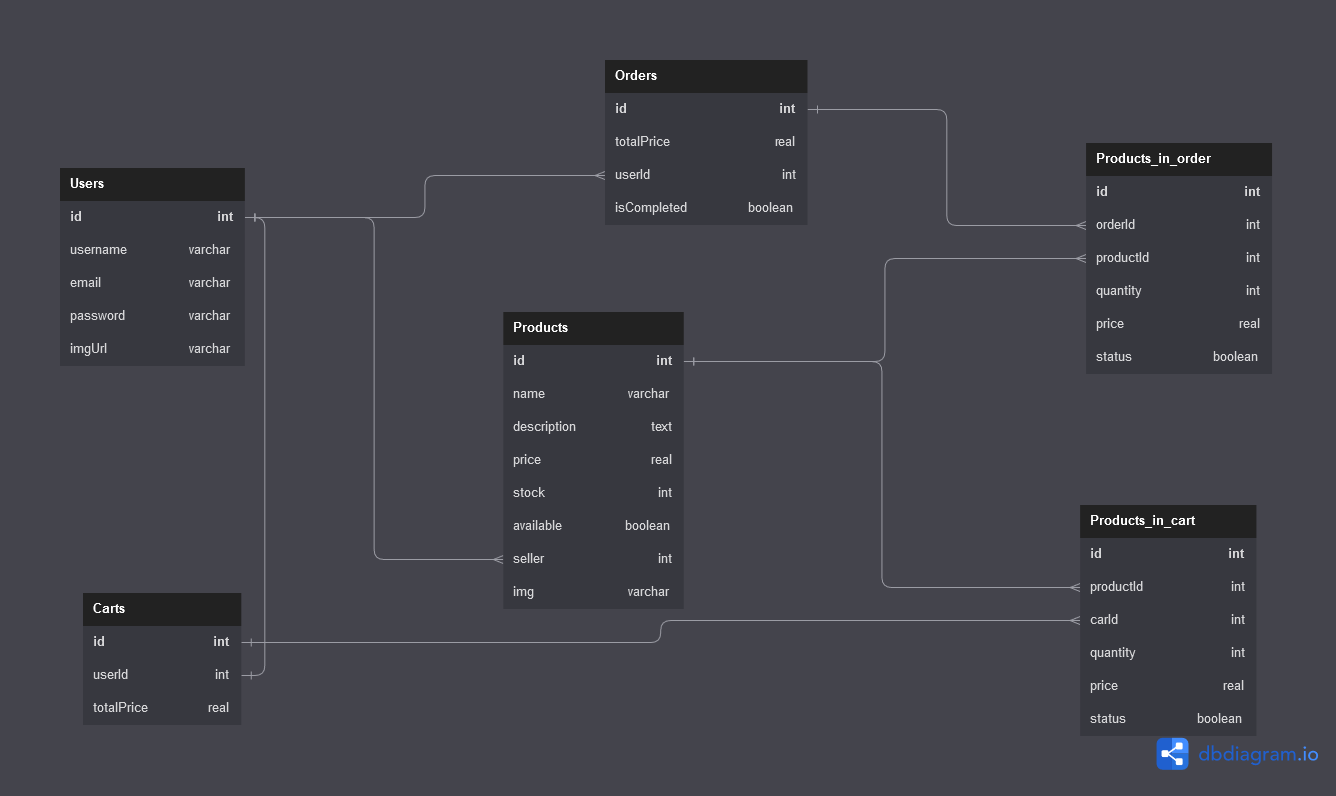 Orders
id int
totalPrice real
userId int
isCompleted boolean
Products_in_order
id int
orderId int
productId int
quantity int
price real
status boolean
Users
id int
username varchar
email varchar
password varchar
imgUrl varchar
Products
id int
name varchar
description text
price real
stock int
available boolean
seller int
img varchar
Products_in_cart
id int
productId int
carId int
quantity int
price real
status boolean
Carts
id int
userId int
totalPrice real
dbdiagram.io